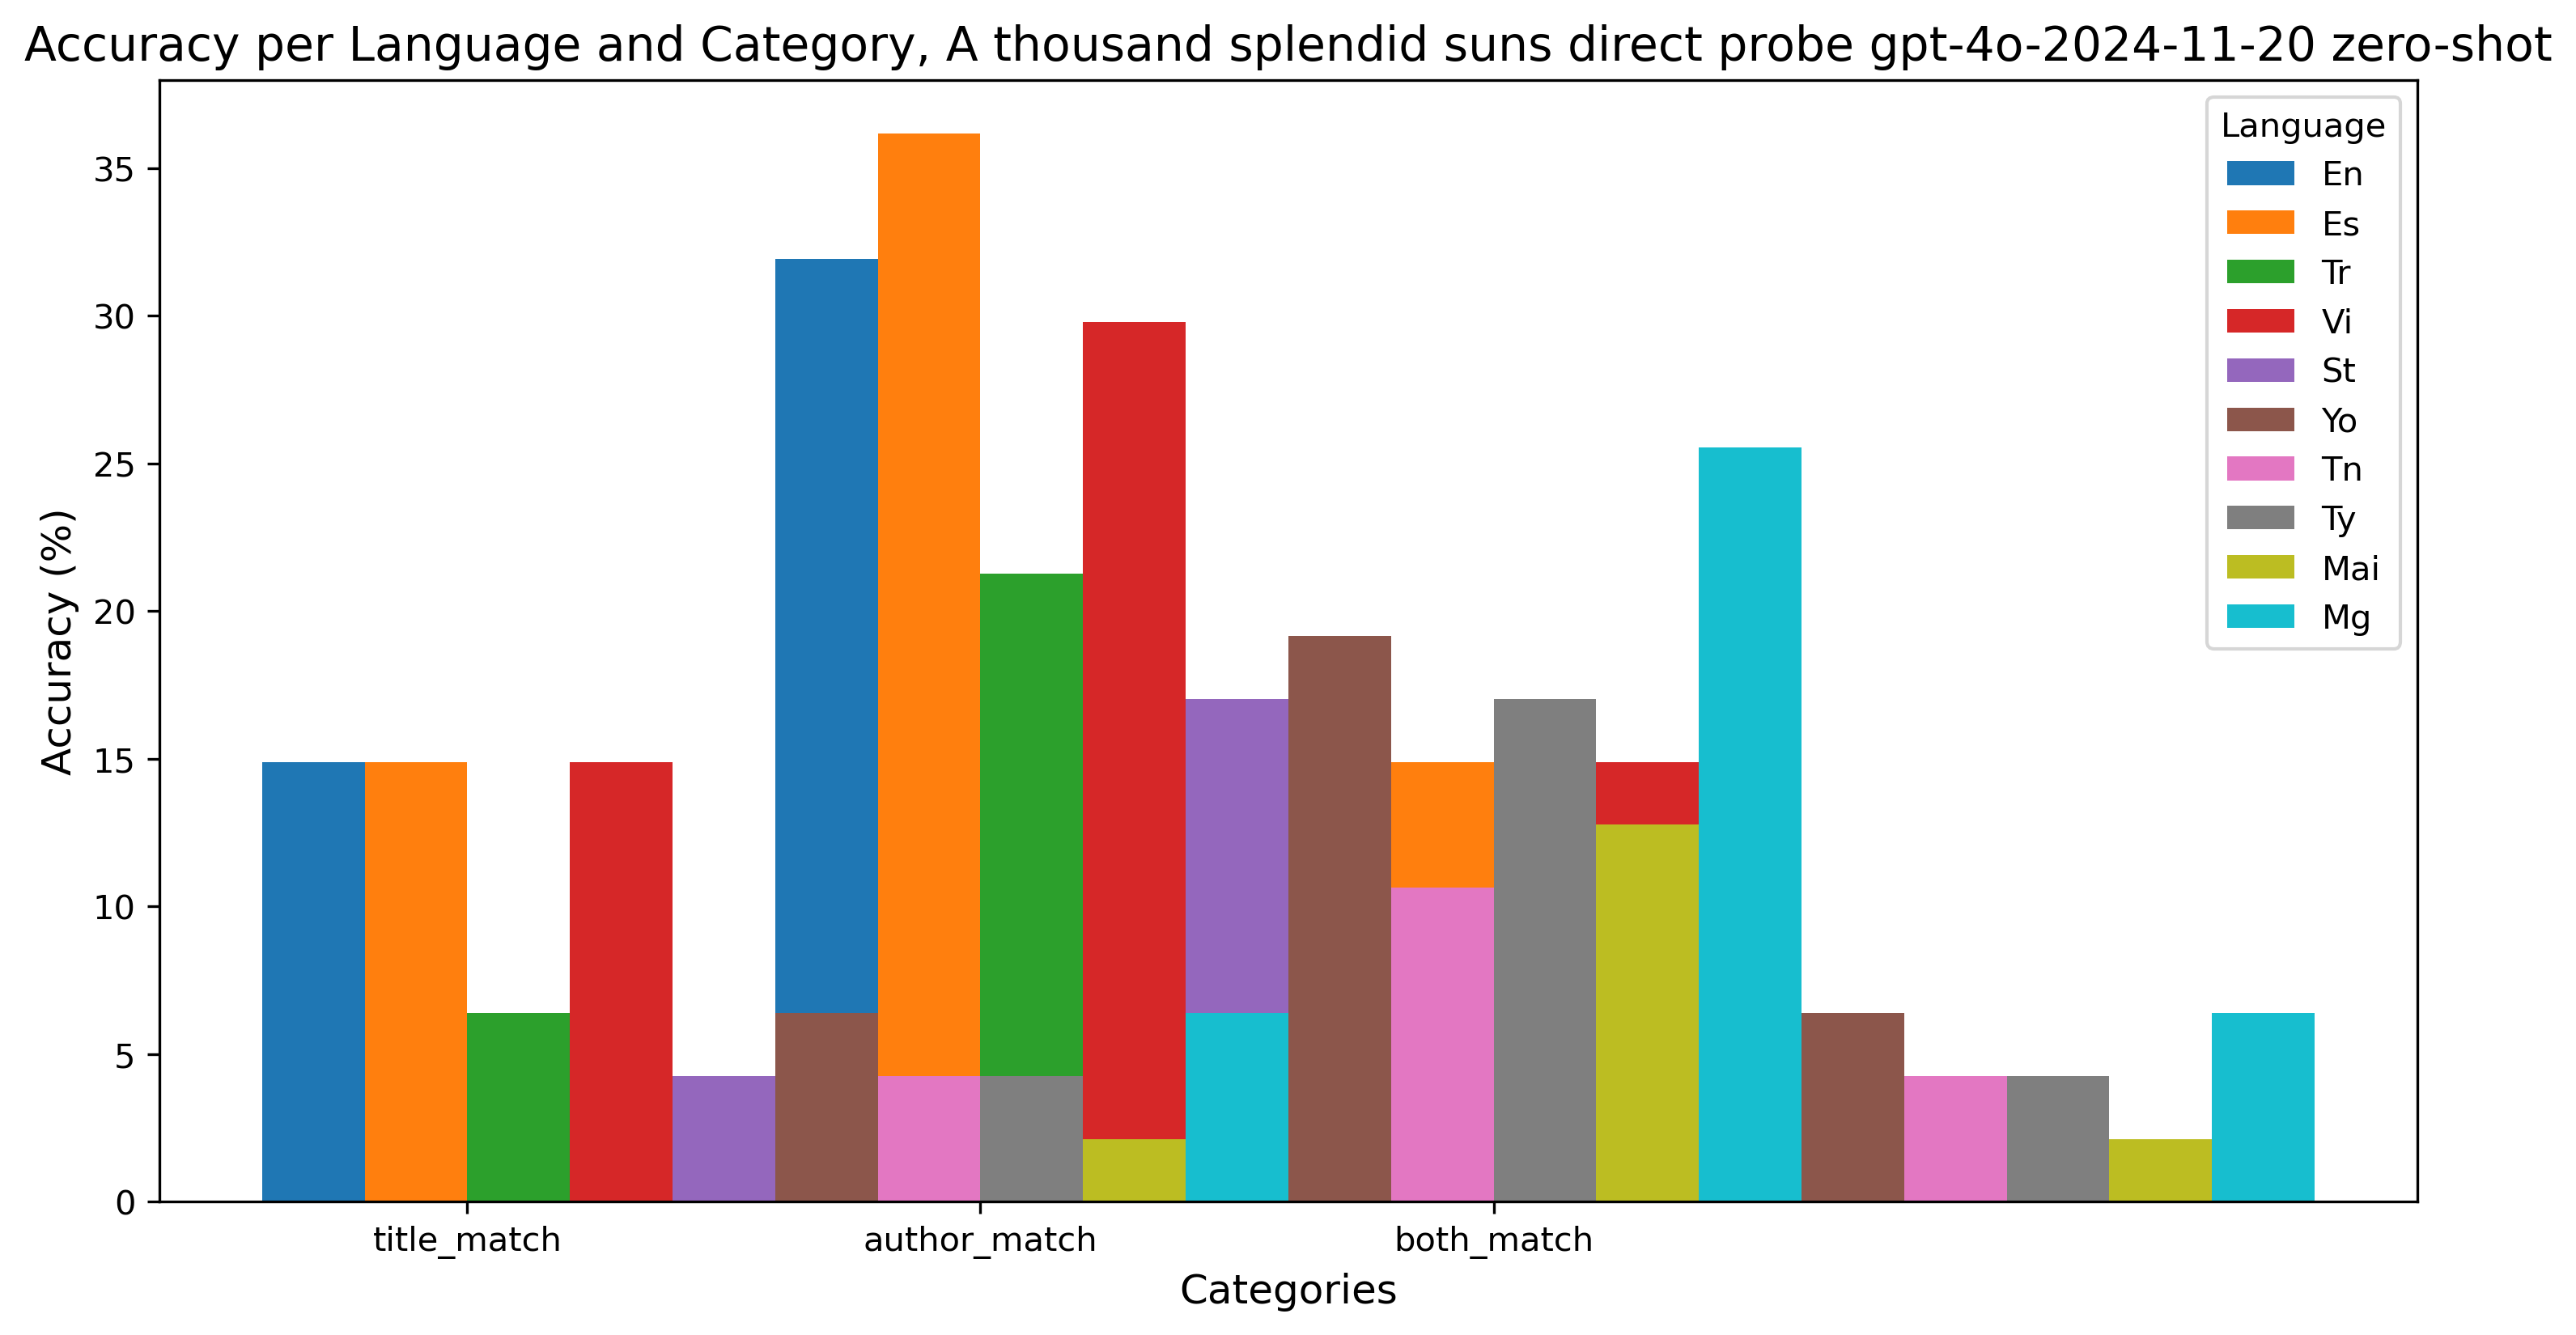 Accuracy per Language and Category, A thousand splendid suns direct probe gpt-4o-2024-11-20 zero-shot
Accuracy (%)
35
30
25
20
15
10
5
0
title_match
author_match
both_match
Categories
Language
En
Es
Tr
Vi
St
Yo
Tn
Ty
Mai
Mg